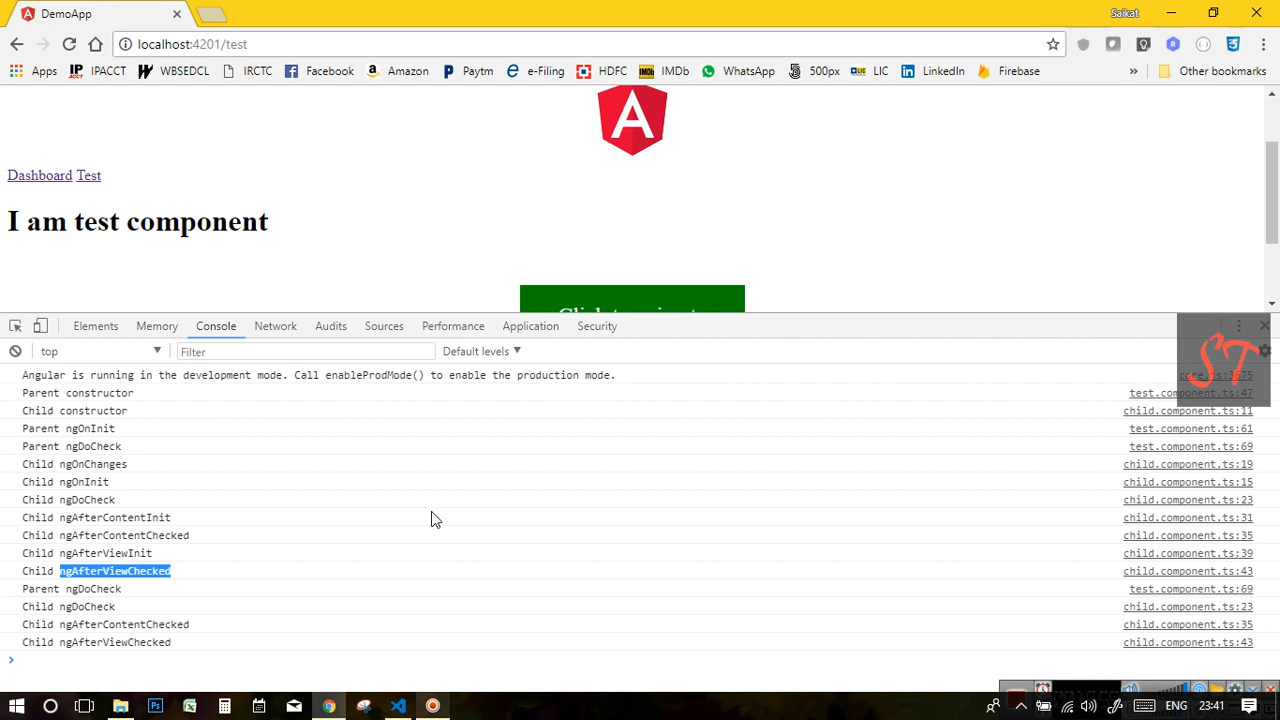 DemoApp
Saikat
localhost:4201/test
Apps IPACCT WBSEDCL IRCTC Facebook Amazon Paytm e-Filing HDFC IMDb WhatsApp 500px LIC LinkedIn Firebase » Other bookmarks
Dashboard Test
I am test component
Elements Memory Console Network Audits Sources Performance Application Security
top Filter Default levels
Angular is running in the development mode. Call enableProdMode() to enable the production mode. core.ts:3675
ST
Parent constructor test.component.ts:47
Child constructor child.component.ts:11
Parent ngOnInit test.component.ts:61
Parent ngDoCheck test.component.ts:69
Child ngOnChanges child.component.ts:19
Child ngOnInit child.component.ts:15
Child ngDoCheck child.component.ts:23
Child ngAfterContentInit child.component.ts:31
Child ngAfterContentChecked child.component.ts:35
Child ngAfterViewInit child.component.ts:39
Child ngAfterViewChecked child.component.ts:43
Parent ngDoCheck test.component.ts:69
Child ngDoCheck child.component.ts:23
Child ngAfterContentChecked child.component.ts:35
Child ngAfterViewChecked child.component.ts:43
ENG 23:41